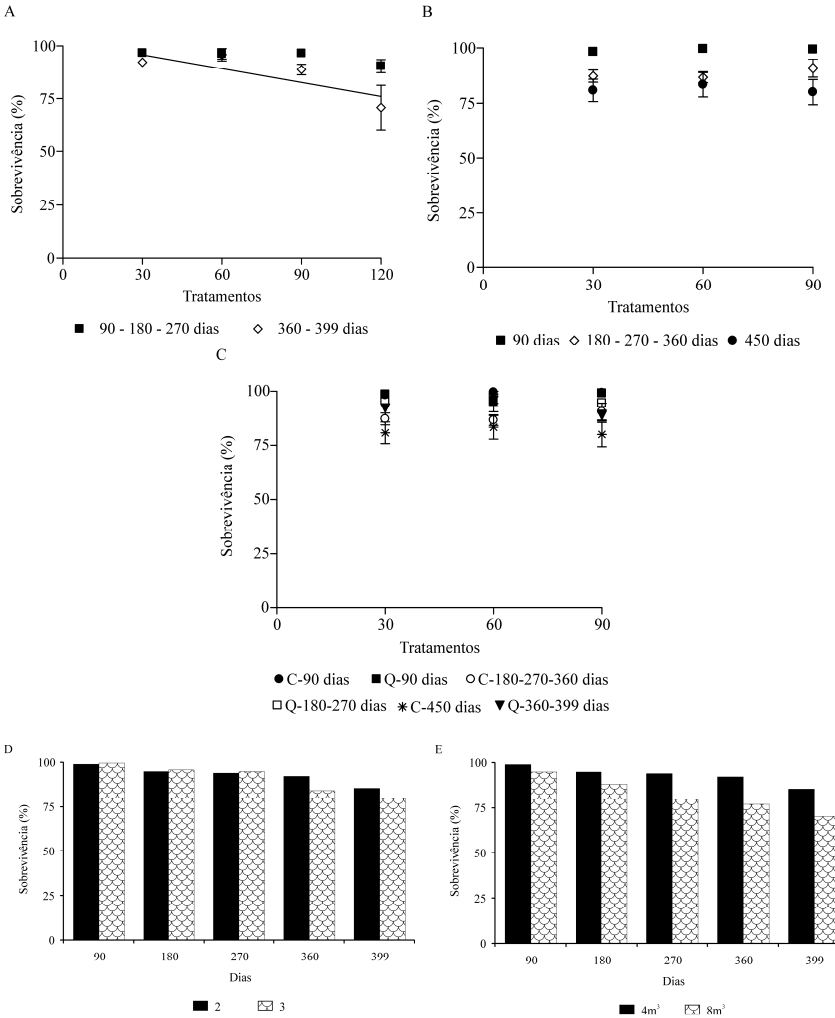 A
Sobrevivência (%)
100
75
50
25
0
0 30 60 90 120
Tratamentos
90 - 180 - 270 dias 360 - 399 dias
B
Sobrevivência (%)
100
75
50
25
0
0 30 60 90
Tratamentos
90 dias 180 - 270 - 360 dias 450 dias
C
Sobrevivência (%)
100
75
50
25
0
0 30 60 90
Tratamentos
C-90 dias Q-90 dias C-180-270-360 dias
Q-180-270 dias C-450 dias Q-360-399 dias
D
Sobrevivência (%)
100
75
50
25
0
90 180 270 360 399
Dias
2 3
E
Sobrevivência (%)
100
75
50
25
0
90 180 270 360 399
Dias
4m³ 8m³